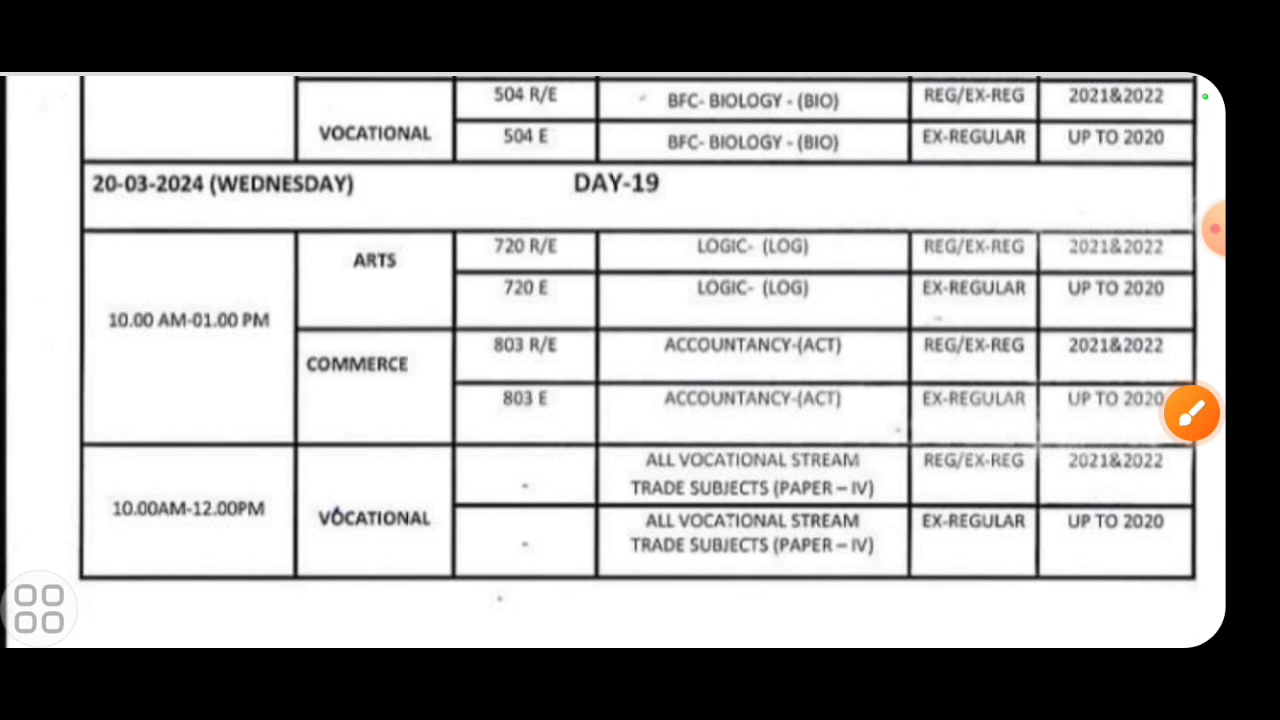 504 R/E BFC- BIOLOGY - (BIO) REG/EX-REG 2021&2022
VOCATIONAL 504 E BFC- BIOLOGY - (BIO) EX-REGULAR UP TO 2020
20-03-2024 (WEDNESDAY) DAY-19
ARTS 720 R/E LOGIC- (LOG) REG/EX-REG 2021&2022
720 E LOGIC- (LOG) EX-REGULAR UP TO 2020
10.00 AM-01.00 PM
COMMERCE 803 R/E ACCOUNTANCY-(ACT) REG/EX-REG 2021&2022
803 E ACCOUNTANCY-(ACT) EX-REGULAR UP TO 2020
ALL VOCATIONAL STREAM REG/EX-REG 2021&2022
- TRADE SUBJECTS (PAPER – IV)
10.00AM-12.00PM VOCATIONAL ALL VOCATIONAL STREAM EX-REGULAR UP TO 2020
- TRADE SUBJECTS (PAPER – IV)